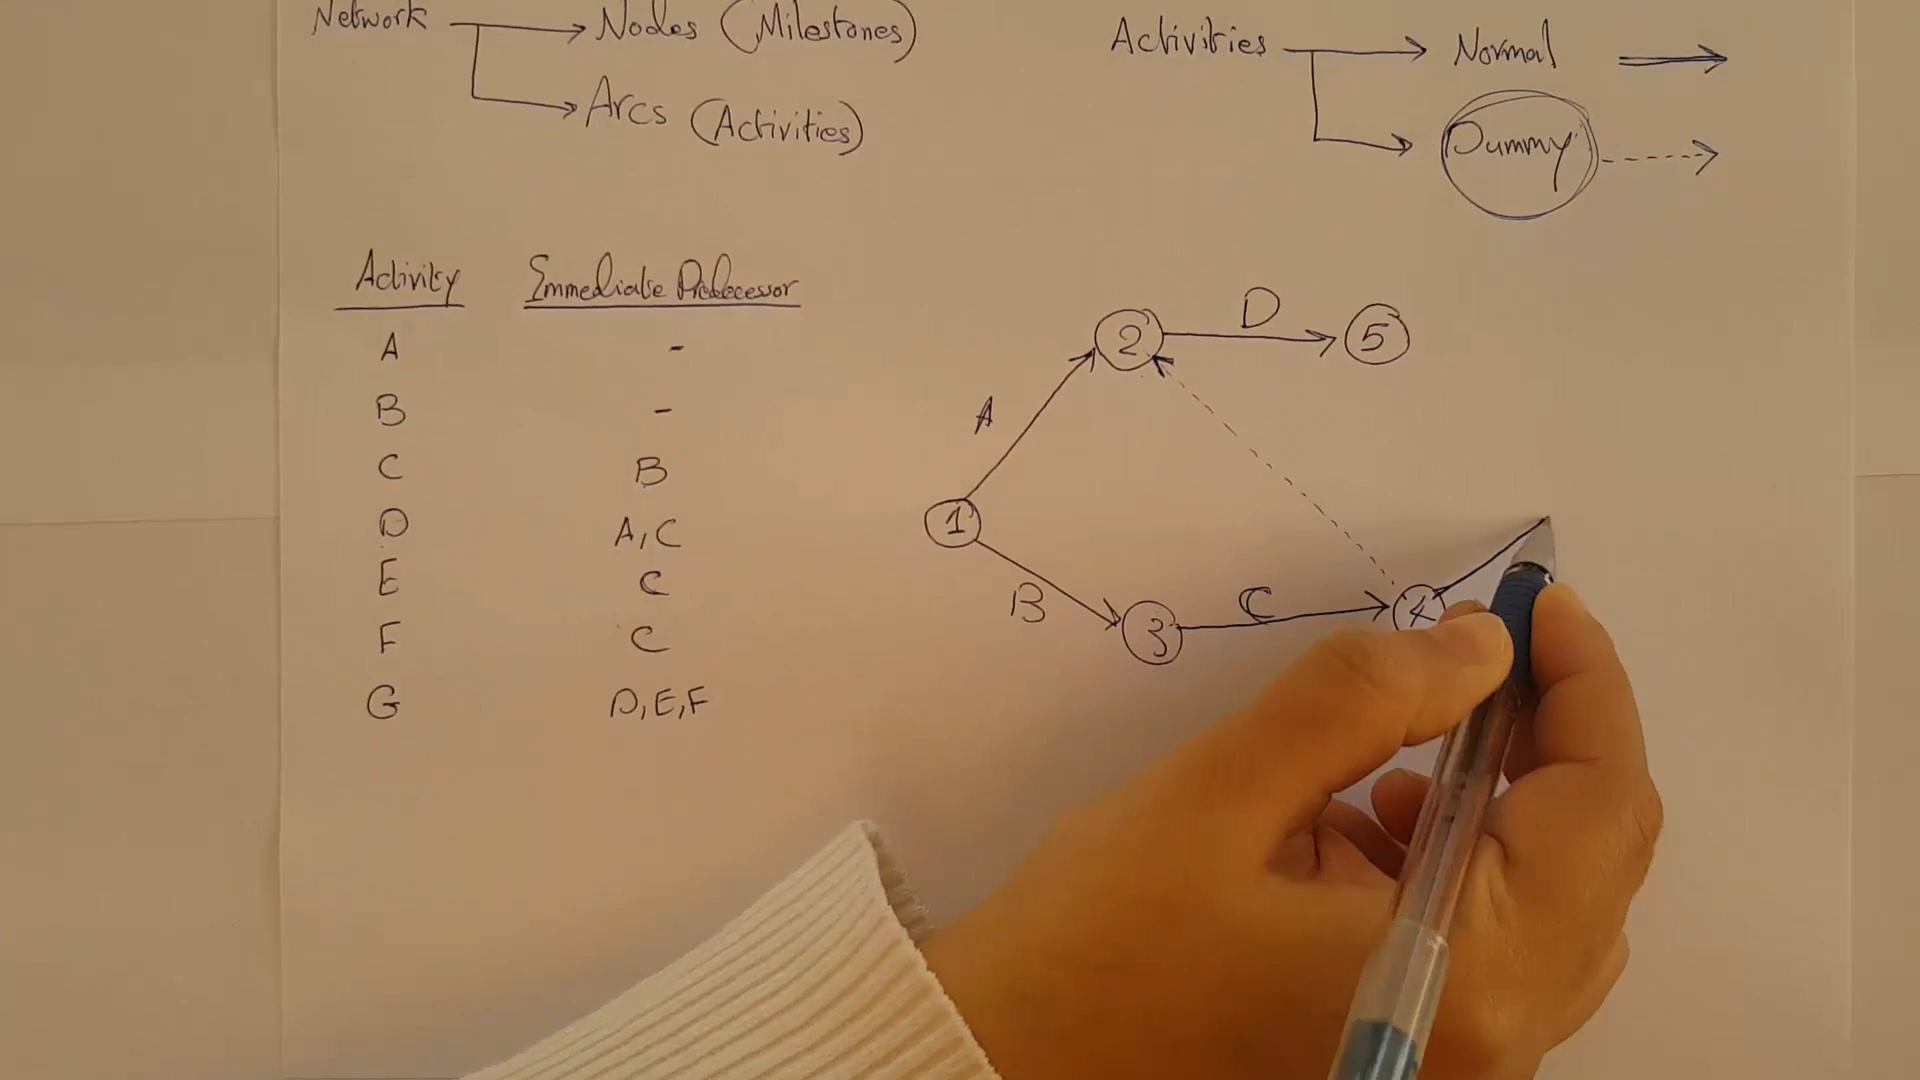 Network → Nodes (Milestones)
→ Arcs (Activities)
Activities → Normal
→ Dummy
Activity Immediate Predecessor
A -
B -
C B
D A, C
E C
F C
G D, E, F
D
2 5
A
1
B C
3 4